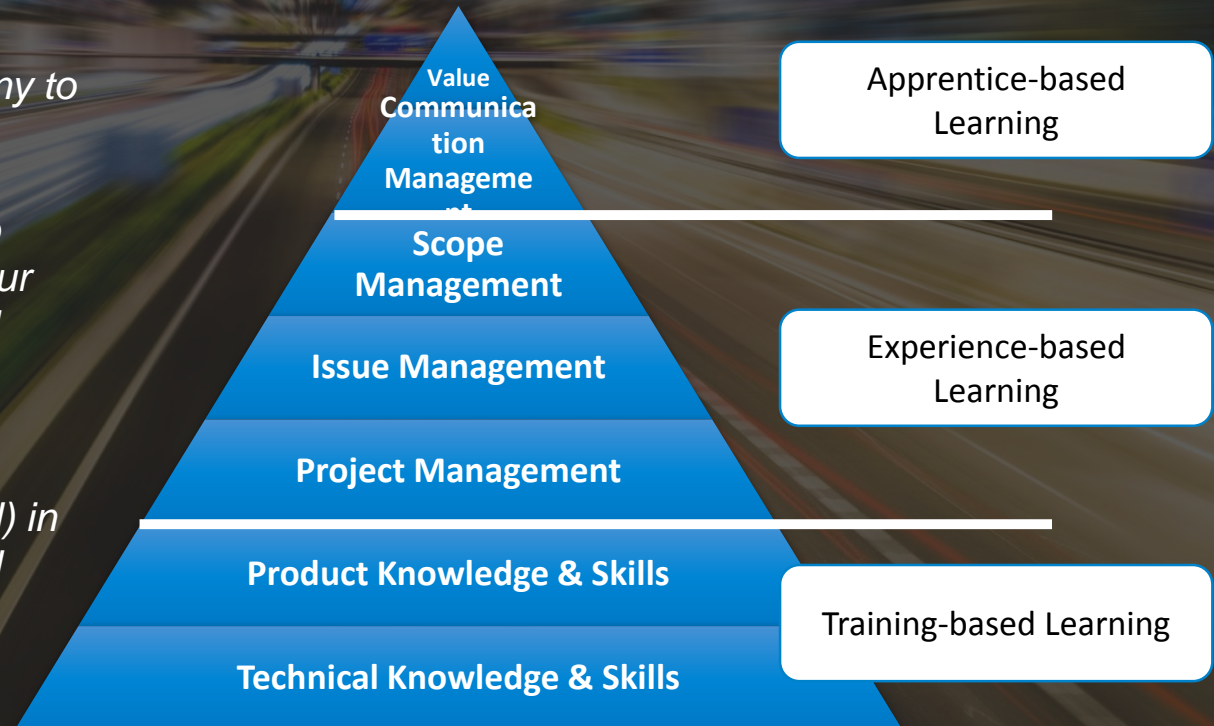 ny to
ur
l) in
Value
Communica
tion
Manageme
nt
Scope
Management
Issue Management
Project Management
Product Knowledge & Skills
Technical Knowledge & Skills
Apprentice-based
Learning
Experience-based
Learning
Training-based Learning